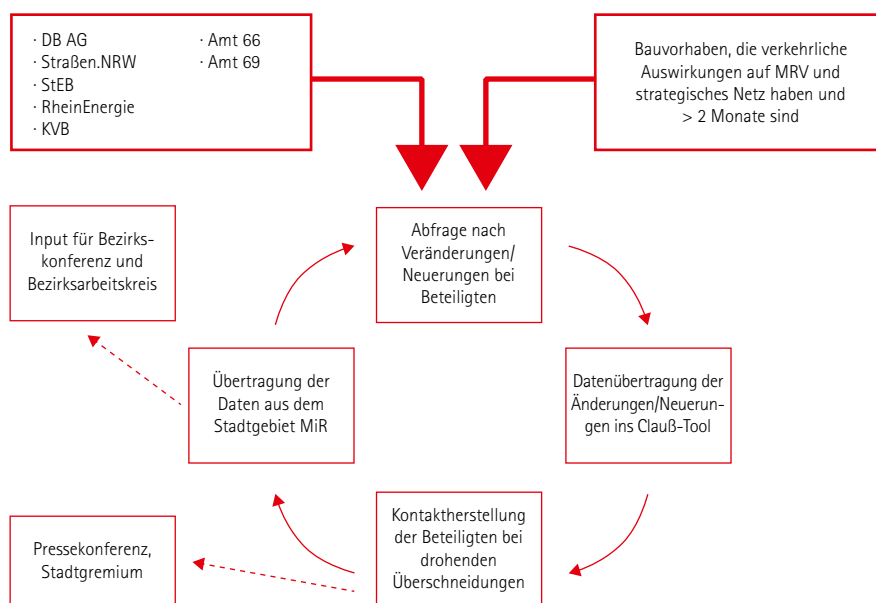 · DB AG
· Straßen.NRW
· StEB
· RheinEnergie
· KVB
· Amt 66
· Amt 69
Bauvorhaben, die verkehrliche
Auswirkungen auf MRV und
strategisches Netz haben und
> 2 Monate sind
Abfrage nach
Veränderungen/
Neuerungen bei
Beteiligten
Input für Bezirks-
konferenz und
Bezirksarbeitskreis
Übertragung der
Daten aus dem
Stadtgebiet MiR
Datenübertragung der
Änderungen/Neuerun-
gen ins Clauß-Tool
Kontaktherstellung
der Beteiligten bei
drohenden
Überschneidungen
Pressekonferenz,
Stadtgremium